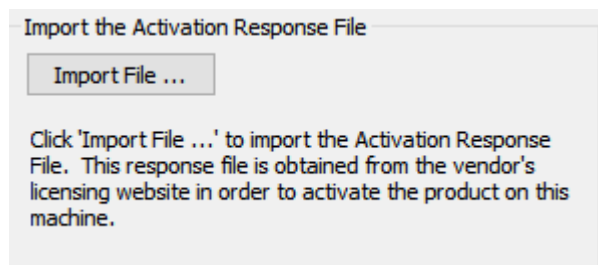 Import the Activation Response File
Import File ...
Click 'Import File ...' to import the Activation Response
File.  This response file is obtained from the vendor's
licensing website in order to activate the product on this
machine.